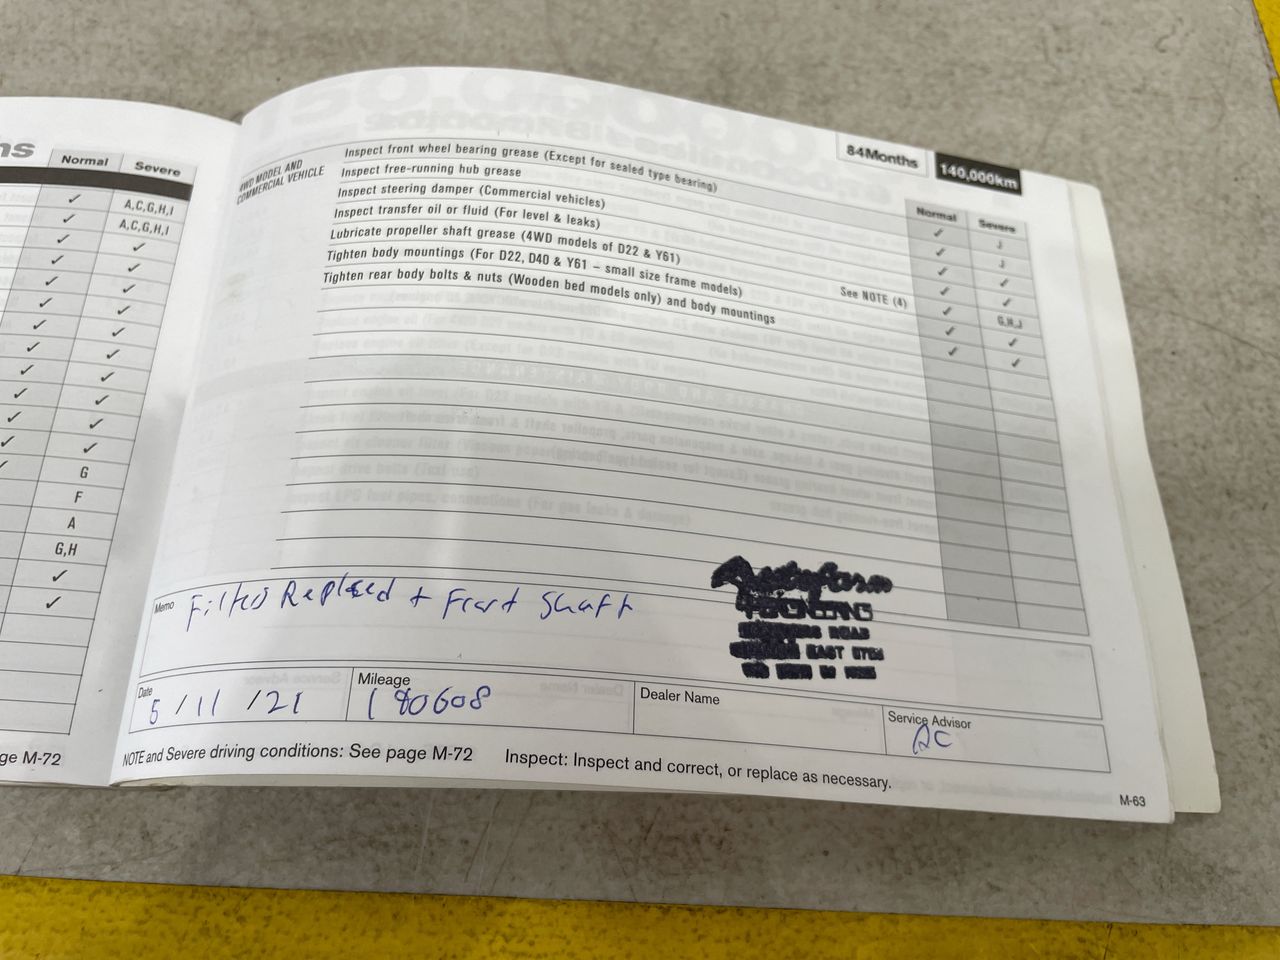 ns
Normal Severe
✓ A,C,G,H,I
✓ A,C,G,H,I
✓ ✓
✓ ✓
✓ ✓
✓ ✓
✓ ✓
✓ ✓
✓ ✓
✓ ✓
✓ ✓
✓ ✓
✓ G
F
A
G,H
✓
✓
ge M-72
84Months 140,000km
Normal Severe
4WD MODEL AND
COMMERCIAL VEHICLE
Inspect front wheel bearing grease (Except for sealed type bearing) ✓ J
Inspect free-running hub grease ✓ J
Inspect steering damper (Commercial vehicles) ✓ ✓
Inspect transfer oil or fluid (For level & leaks) ✓ ✓
Lubricate propeller shaft grease (4WD models of D22 & Y61) See NOTE (4) ✓ G,H,J
Tighten body mountings (For D22, D40 & Y61 – small size frame models) ✓ ✓
Tighten rear body bolts & nuts (Wooden bed models only) and body mountings ✓ ✓
Memo Filters Replaced + Front Shaft
ROAD
EAST
Date 5/11/21
Mileage 180608
Dealer Name
Service Advisor
NOTE and Severe driving conditions: See page M-72 Inspect: Inspect and correct, or replace as necessary.
M-63